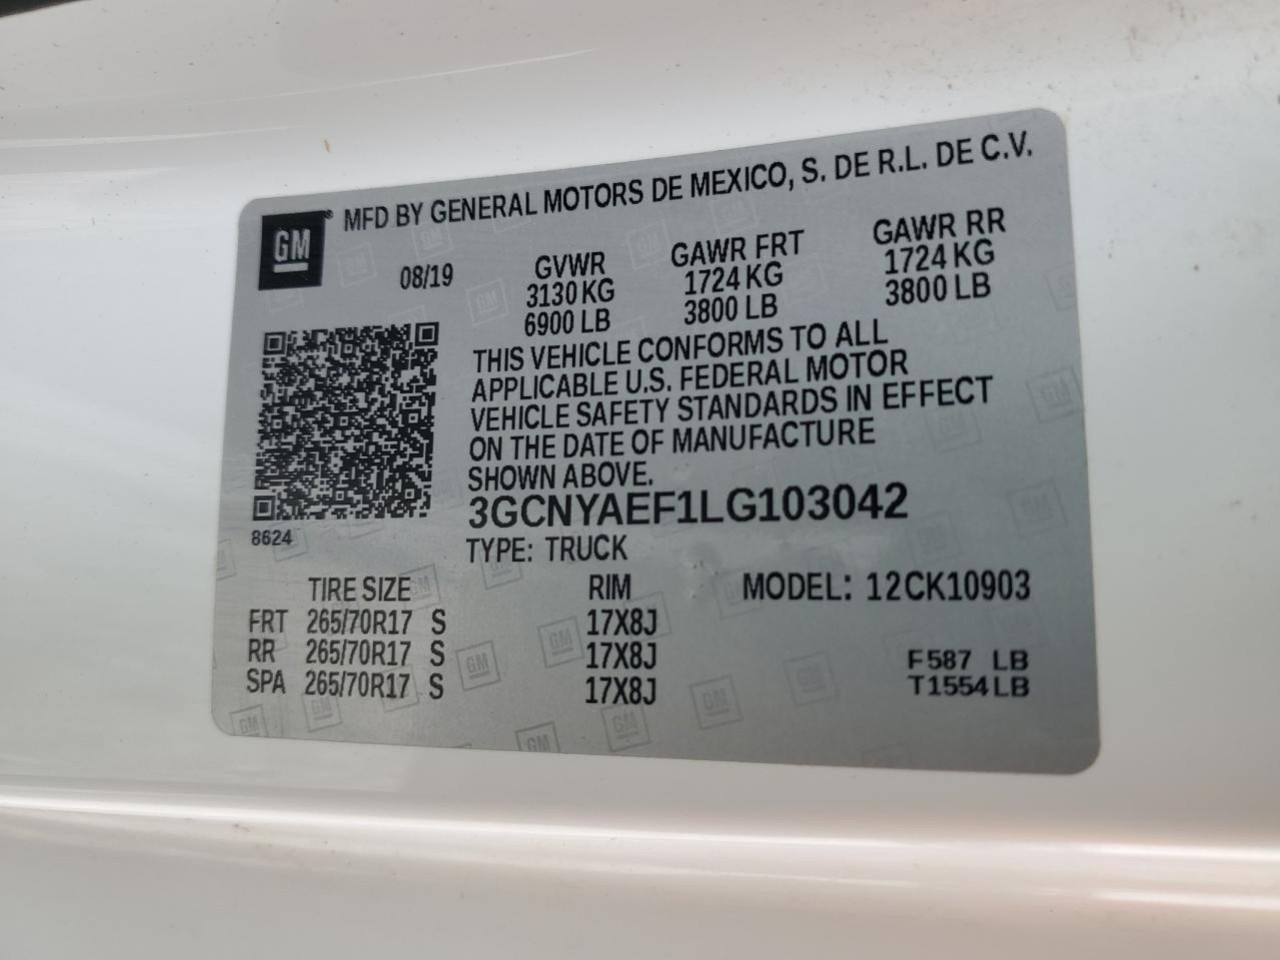 GM® MFD BY GENERAL MOTORS DE MEXICO, S. DE R.L. DE C.V.
08/19 GVWR GAWR FRT GAWR RR
3130 KG 1724 KG 1724 KG
6900 LB 3800 LB 3800 LB
THIS VEHICLE CONFORMS TO ALL
APPLICABLE U.S. FEDERAL MOTOR
VEHICLE SAFETY STANDARDS IN EFFECT
ON THE DATE OF MANUFACTURE
SHOWN ABOVE.
3GCNYAEF1LG103042
8624
TYPE: TRUCK
TIRE SIZE RIM MODEL: 12CK10903
FRT 265/70R17 S 17X8J
RR 265/70R17 S 17X8J F587 LB
SPA 265/70R17 S 17X8J T1554LB